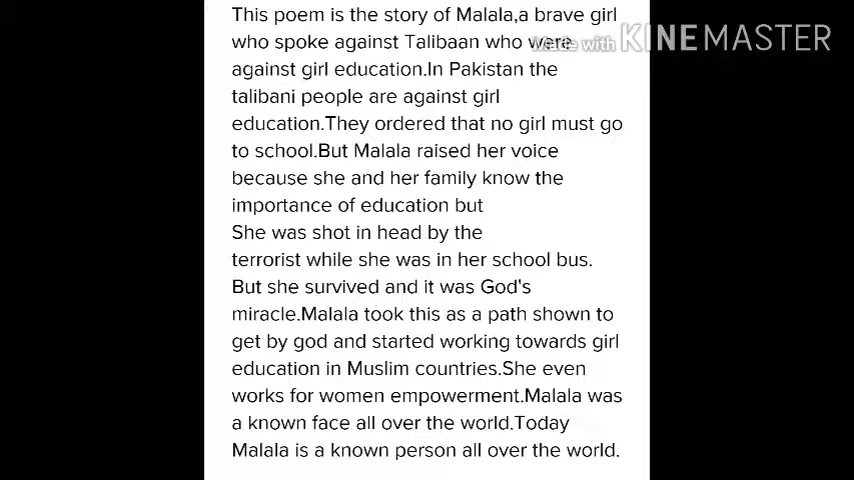 This poem is the story of Malala,a brave girl
who spoke against Talibaan who were
Made with KINEMASTER
against girl education.In Pakistan the
talibani people are against girl
education.They ordered that no girl must go
to school.But Malala raised her voice
because she and her family know the
importance of education but
She was shot in head by the
terrorist while she was in her school bus.
But she survived and it was God's
miracle.Malala took this as a path shown to
get by god and started working towards girl
education in Muslim countries.She even
works for women empowerment.Malala was
a known face all over the world.Today
Malala is a known person all over the world.